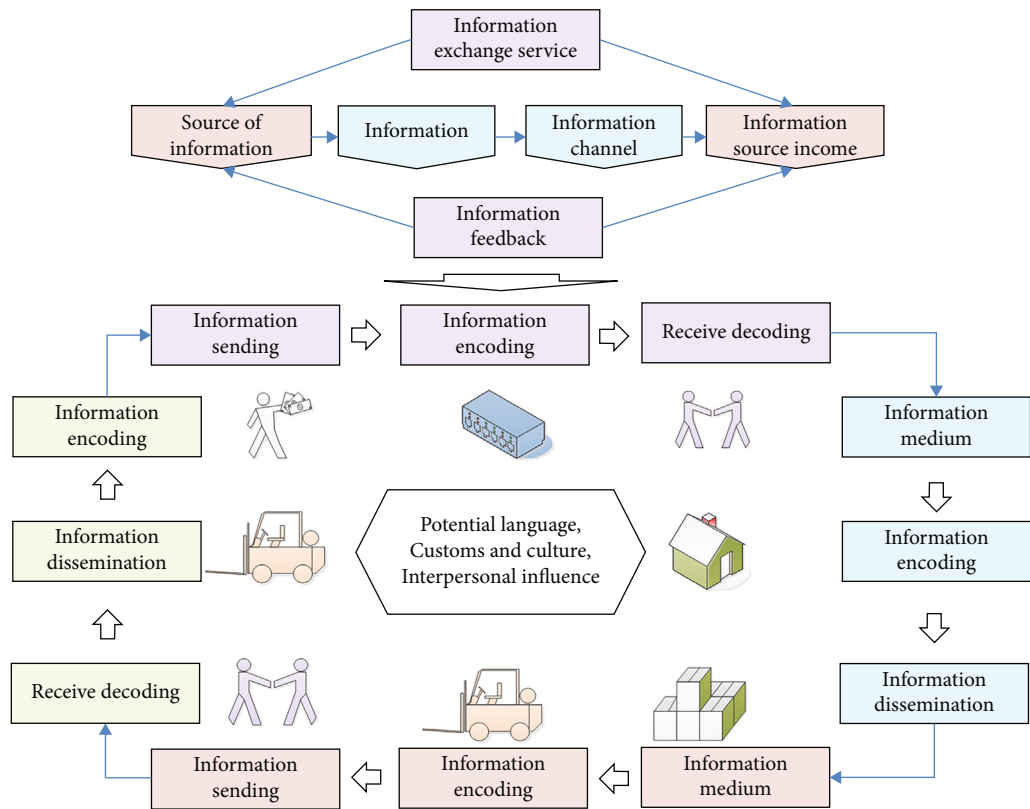 Information
exchange service
Source of
information
Information
Information
channel
Information
source income
Information
feedback
Information
sending
Information
encoding
Receive decoding
Information
encoding
Information
medium
Information
dissemination
Potential language,
Customs and culture,
Interpersonal influence
Information
encoding
Receive decoding
Information
dissemination
Information
sending
Information
encoding
Information
medium